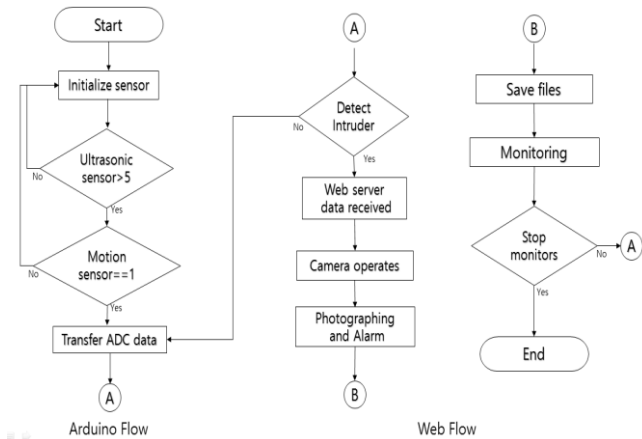 Start
Initialize sensor
Ultrasonic
sensor>5
No
Yes
Motion
sensor==1
No
Yes
Transfer ADC data
A
Arduino Flow
A
Detect
Intruder
No
Yes
Web server
data received
Camera operates
Photographing
and Alarm
B
B
Save files
Monitoring
Stop
monitors
No
A
Yes
End
Web Flow